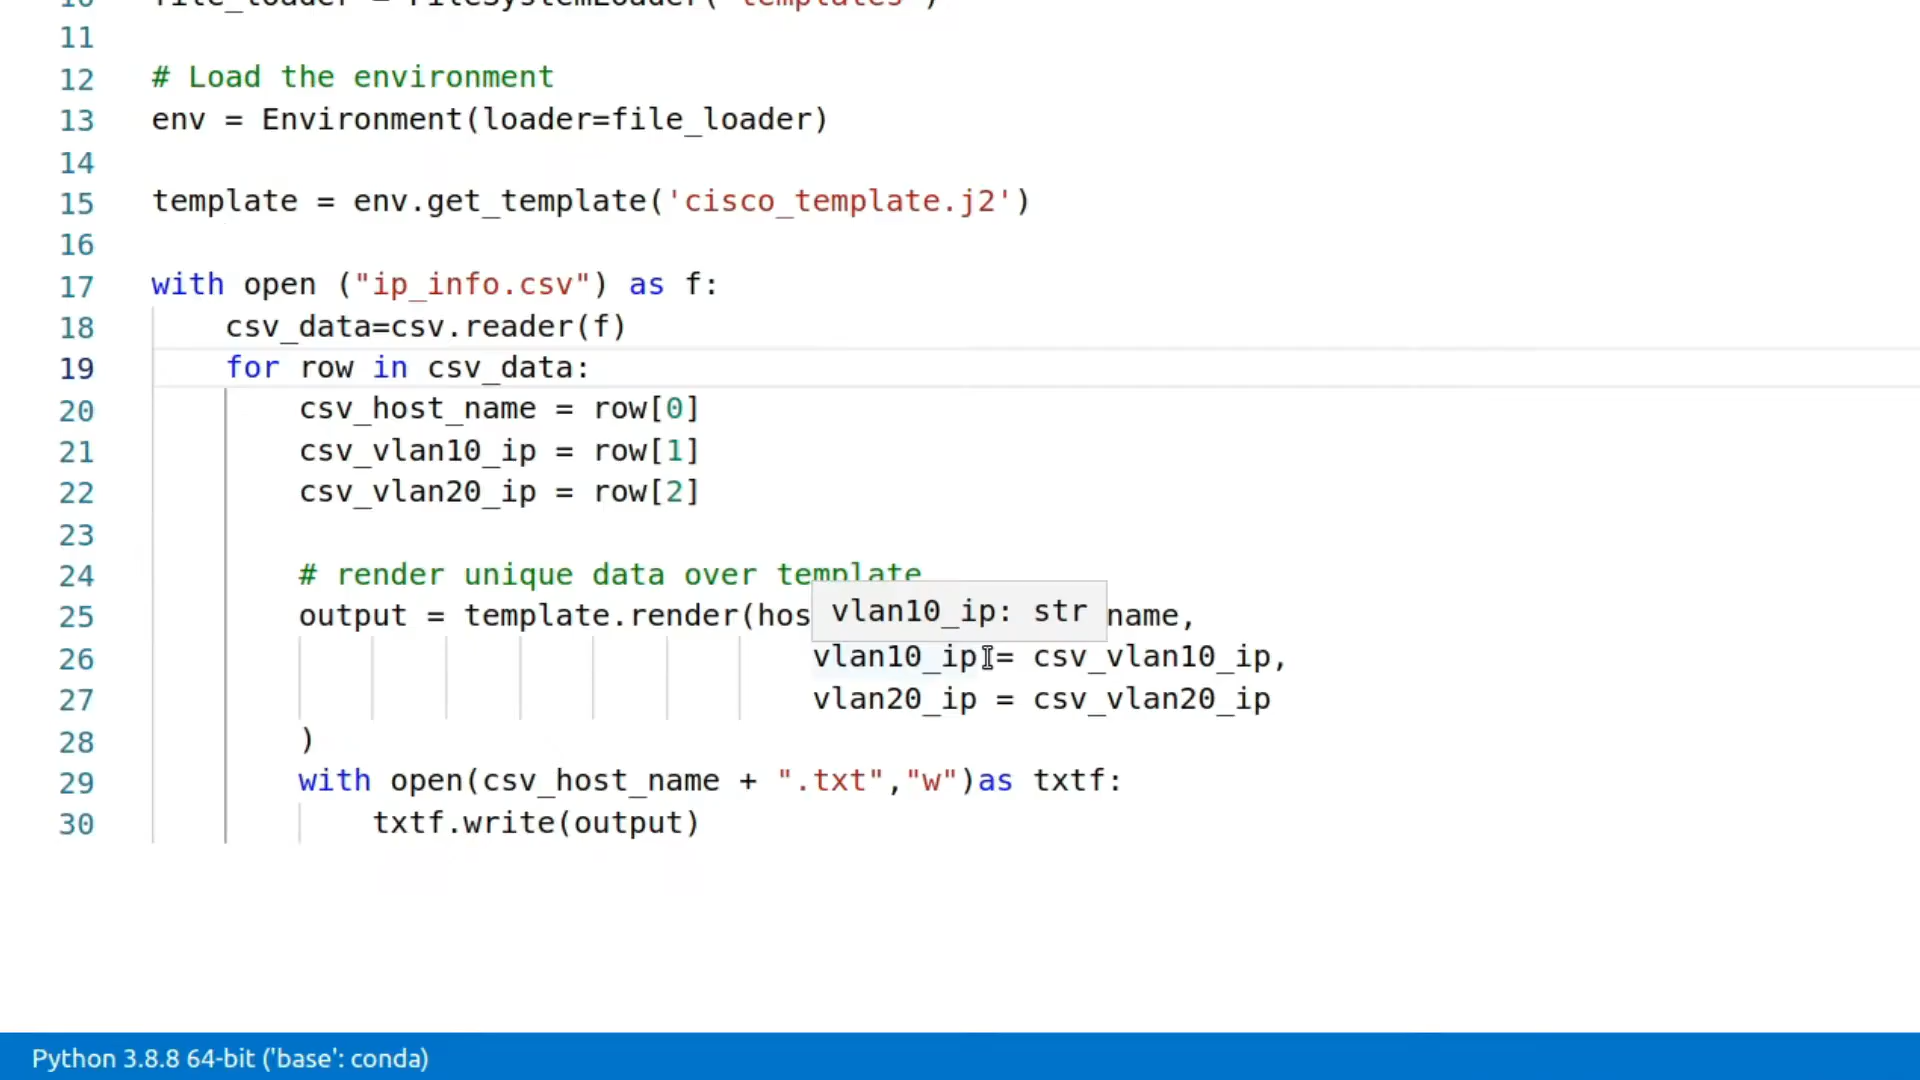 10 file_loader = FileSystemLoader('templates')
11
12 # Load the environment
13 env = Environment(loader=file_loader)
14
15 template = env.get_template('cisco_template.j2')
16
17 with open ("ip_info.csv") as f:
18 csv_data=csv.reader(f)
19 for row in csv_data:
20 csv_host_name = row[0]
21 csv_vlan10_ip = row[1]
22 csv_vlan20_ip = row[2]
23
24 # render unique data over template
vlan10_ip: str
25 output = template.render(hos name,
26 vlan10_ip = csv_vlan10_ip,
27 vlan20_ip = csv_vlan20_ip
28 )
29 with open(csv_host_name + ".txt","w")as txtf:
30 txtf.write(output)
Python 3.8.8 64-bit ('base': conda)